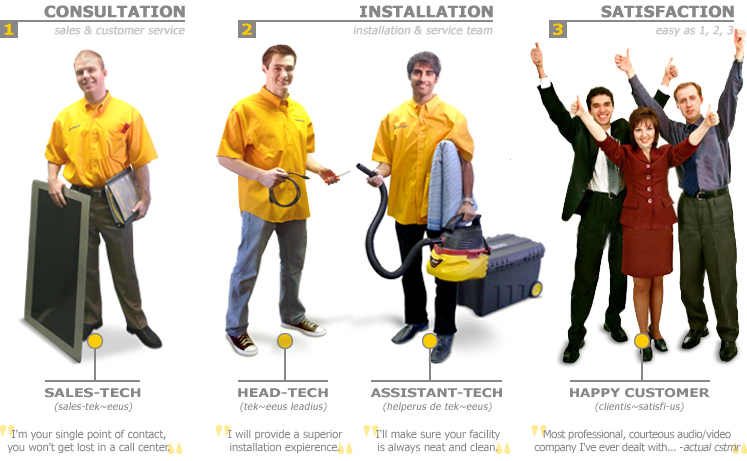 CONSULTATION
1
sales & customer service
INSTALLATION
2
installation & service team
SATISFACTION
3
easy as 1, 2, 3
SALES-TECH
(sales-tek~eeus)
"I'm your single point of contact,
you won't get lost in a call center."
HEAD-TECH
(tek~eeus leadius)
"I will provide a superior
installation expierence."
ASSISTANT-TECH
(helperus de tek~eeus)
"I'll make sure your facility
is always neat and clean."
HAPPY CUSTOMER
(clientis~satisfi-us)
"Most professional, courteous audio/video
company I've ever dealt with... -actual cstmr"